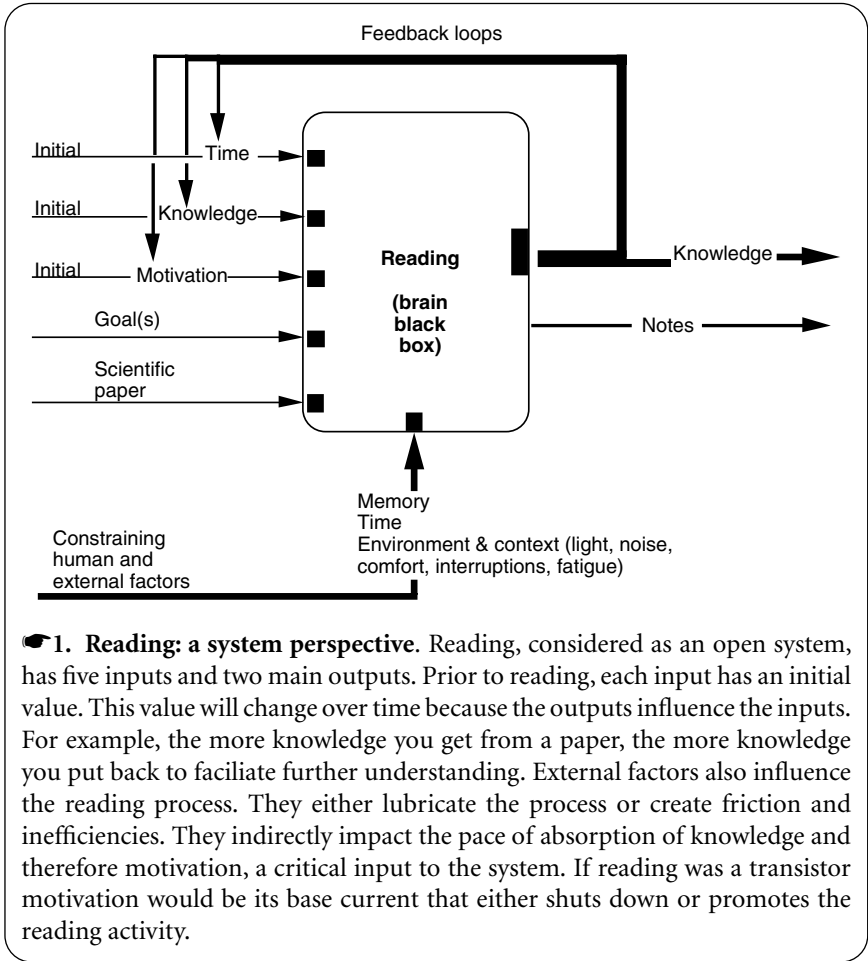 Feedback loops
Initial
Time
Initial
Knowledge
Initial
Motivation
Goal(s)
Scientific
paper
Reading
(brain
black
box)
Knowledge
Notes
Memory
Time
Environment & context (light, noise,
comfort, interruptions, fatigue)
Constraining
human and
external factors
☛1. Reading: a system perspective. Reading, considered as an open system,
has five inputs and two main outputs. Prior to reading, each input has an initial
value. This value will change over time because the outputs influence the inputs.
For example, the more knowledge you get from a paper, the more knowledge
you put back to faciliate further understanding. External factors also influence
the reading process. They either lubricate the process or create friction and
inefficiencies. They indirectly impact the pace of absorption of knowledge and
therefore motivation, a critical input to the system. If reading was a transistor
motivation would be its base current that either shuts down or promotes the
reading activity.